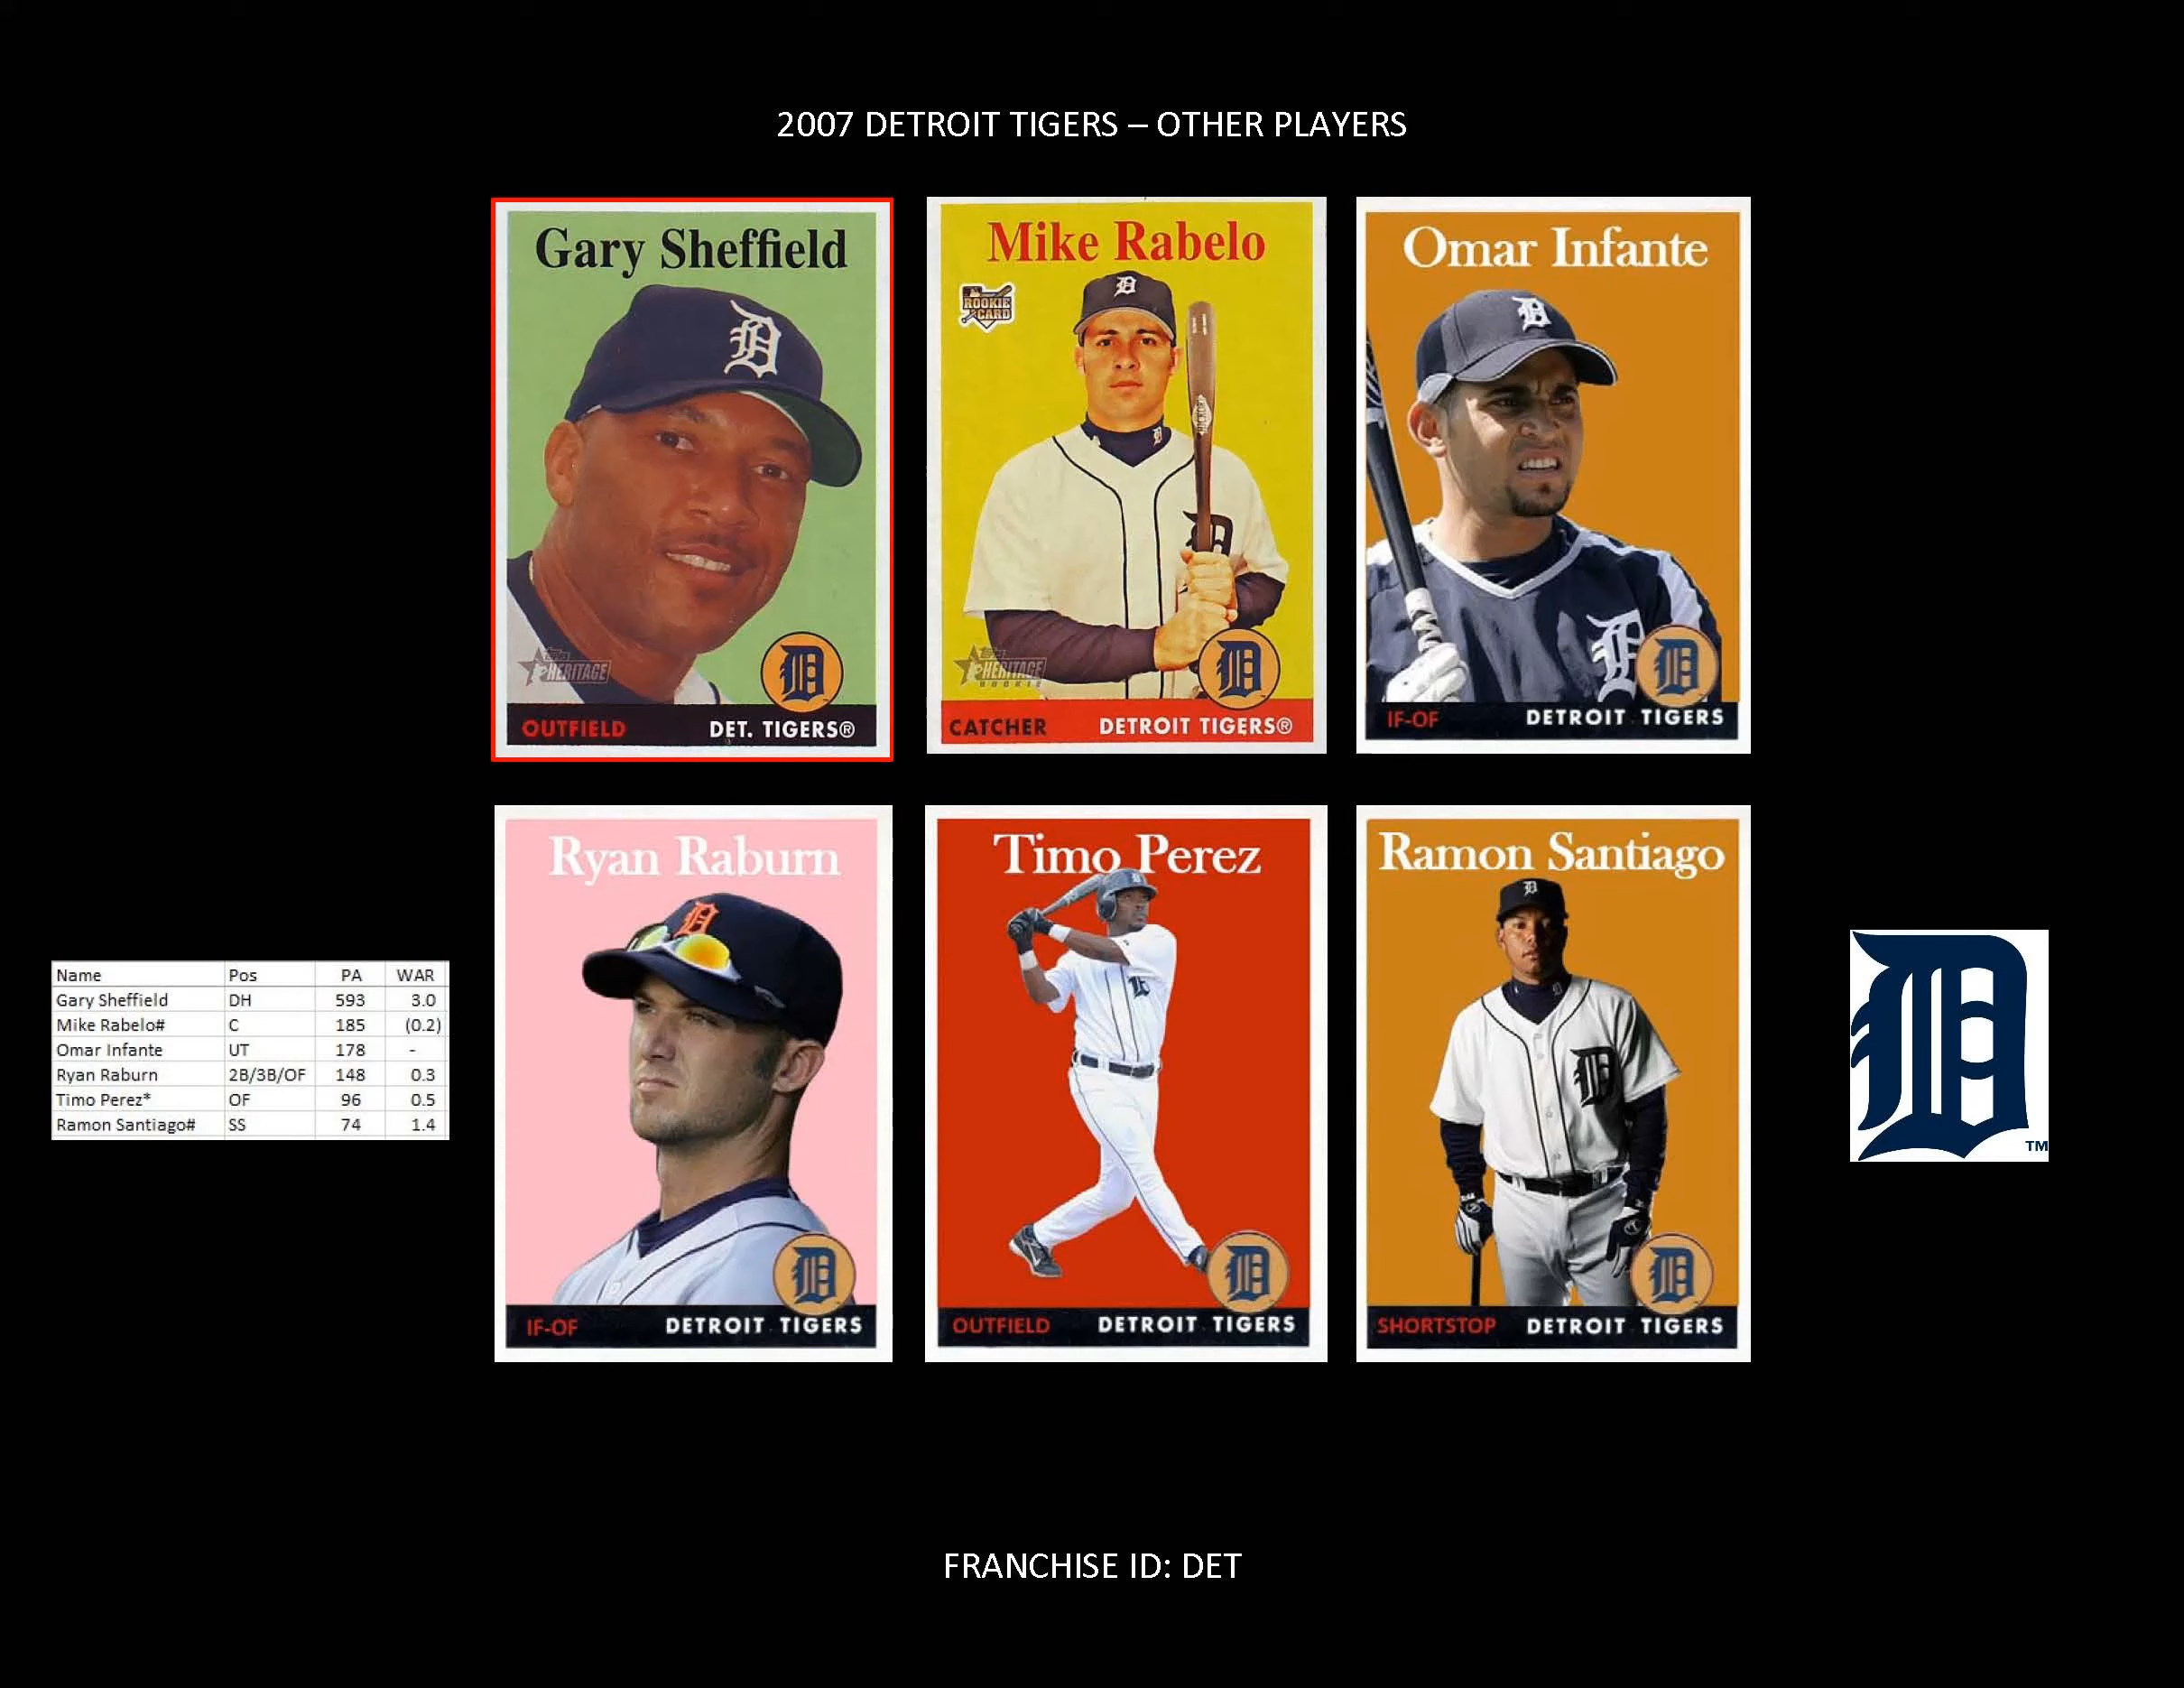 2007 DETROIT TIGERS – OTHER PLAYERS
Gary Sheffield
D
HERITAGE
D
OUTFIELD DET. TIGERS®
Mike Rabelo
ROOKIE
CARD
D
D
HERITAGE
ROOKIE
D
CATCHER DETROIT TIGERS®
Omar Infante
D
D
D
IF-OF DETROIT TIGERS
Ryan Raburn
D
D
IF-OF DETROIT TIGERS
Timo Perez
D
D
OUTFIELD DETROIT TIGERS
Ramon Santiago
D
D
D
SHORTSTOP DETROIT TIGERS
Name Pos PA WAR
Gary Sheffield DH 593 3.0
Mike Rabelo# C 185 (0.2)
Omar Infante UT 178 -
Ryan Raburn 2B/3B/OF 148 0.3
Timo Perez* OF 96 0.5
Ramon Santiago# SS 74 1.4
D
TM
FRANCHISE ID: DET